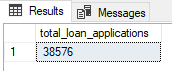 Results Messages
total_loan_applications
1 38576